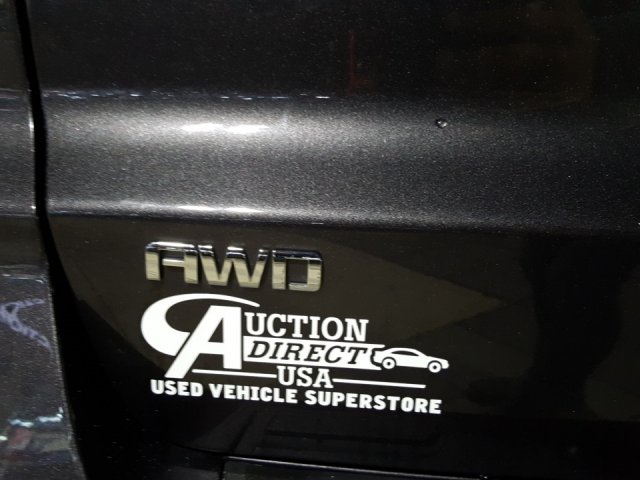 AWD
AUCTION
DIRECT
USA
USED VEHICLE SUPERSTORE